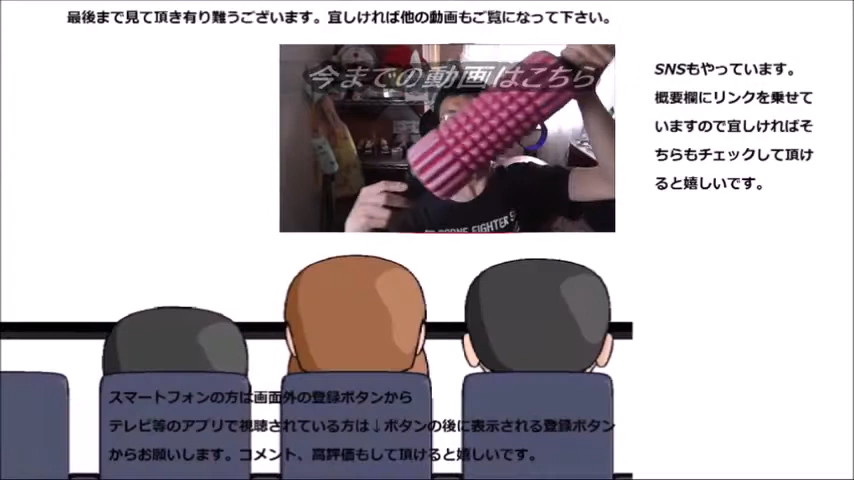 最後まで見て頂き有り難うございます。宜しければ他の動画もご覧になって下さい。
今までの動画はこちら
SNSもやっています。
概要欄にリンクを乗せて
いますので宜しければそ
ちらもチェックして頂け
ると嬉しいです。
FIGHTER
スマートフォンの方は画面外の登録ボタンから
テレビ等のアプリで視聴されている方は↓ボタンの後に表示される登録ボタン
からお願いします。コメント、高評価もして頂けると嬉しいです。